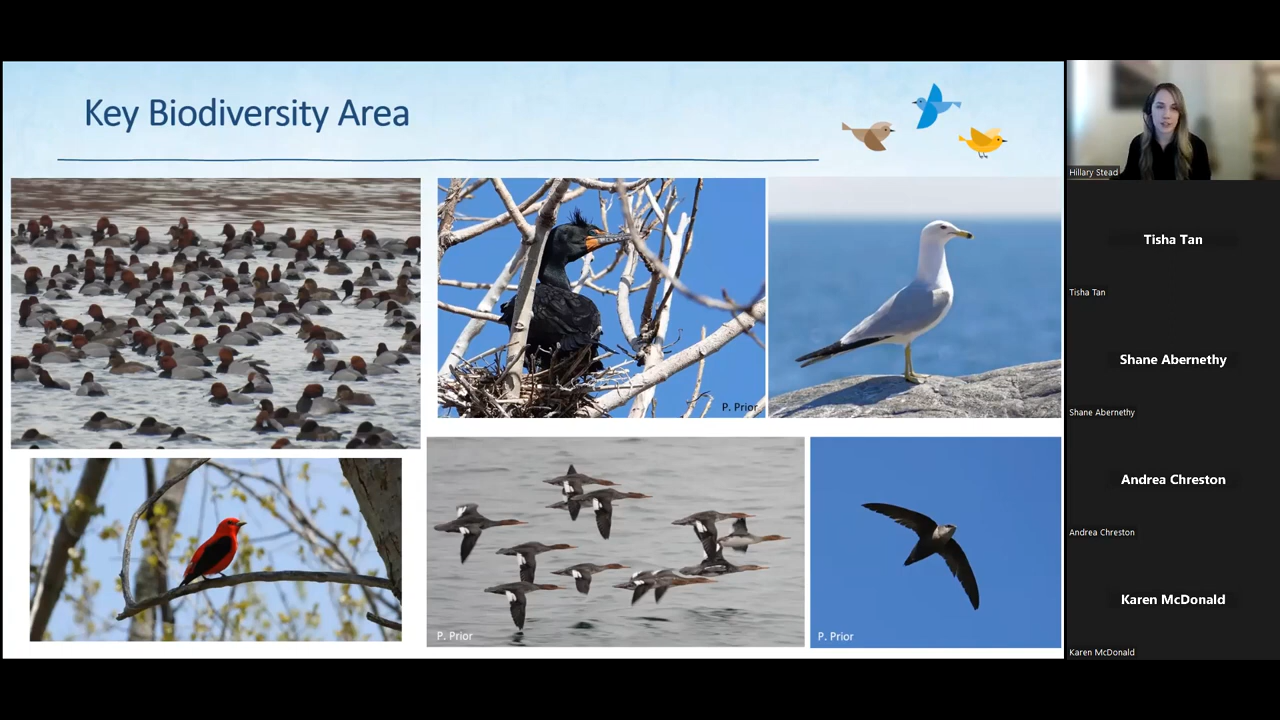 Key Biodiversity Area
P. Prior
P. Prior
P. Prior
Hillary Stead
Tisha Tan
Tisha Tan
Shane Abernethy
Shane Abernethy
Andrea Chreston
Andrea Chreston
Karen McDonald
Karen McDonald